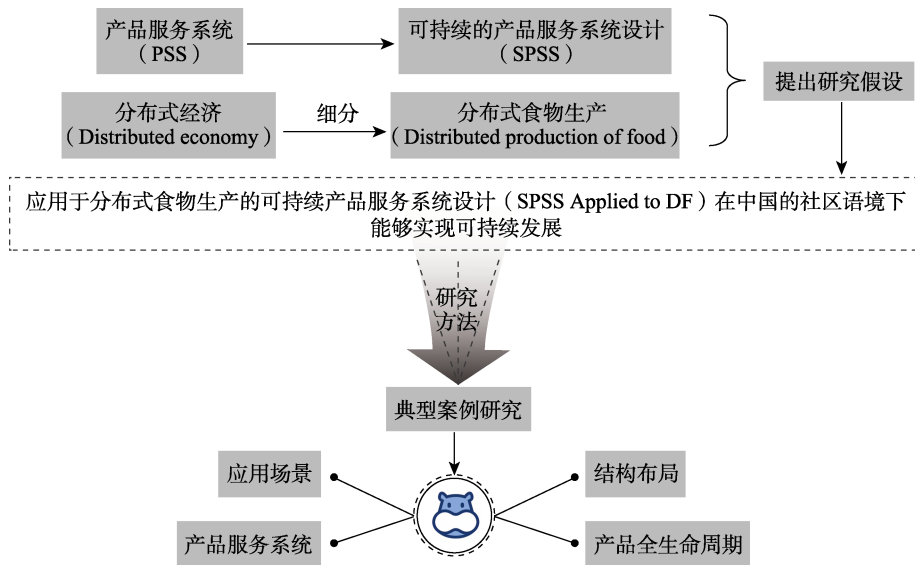 产品服务系统
（PSS）
可持续的产品服务系统设计
（SPSS）
提出研究假设
分布式经济
（Distributed economy）
细分
分布式食物生产
（Distributed production of food）
应用于分布式食物生产的可持续产品服务系统设计（SPSS Applied to DF）在中国的社区语境下
能够实现可持续发展
研究
方法
典型案例研究
应用场景
结构布局
产品服务系统
产品全生命周期